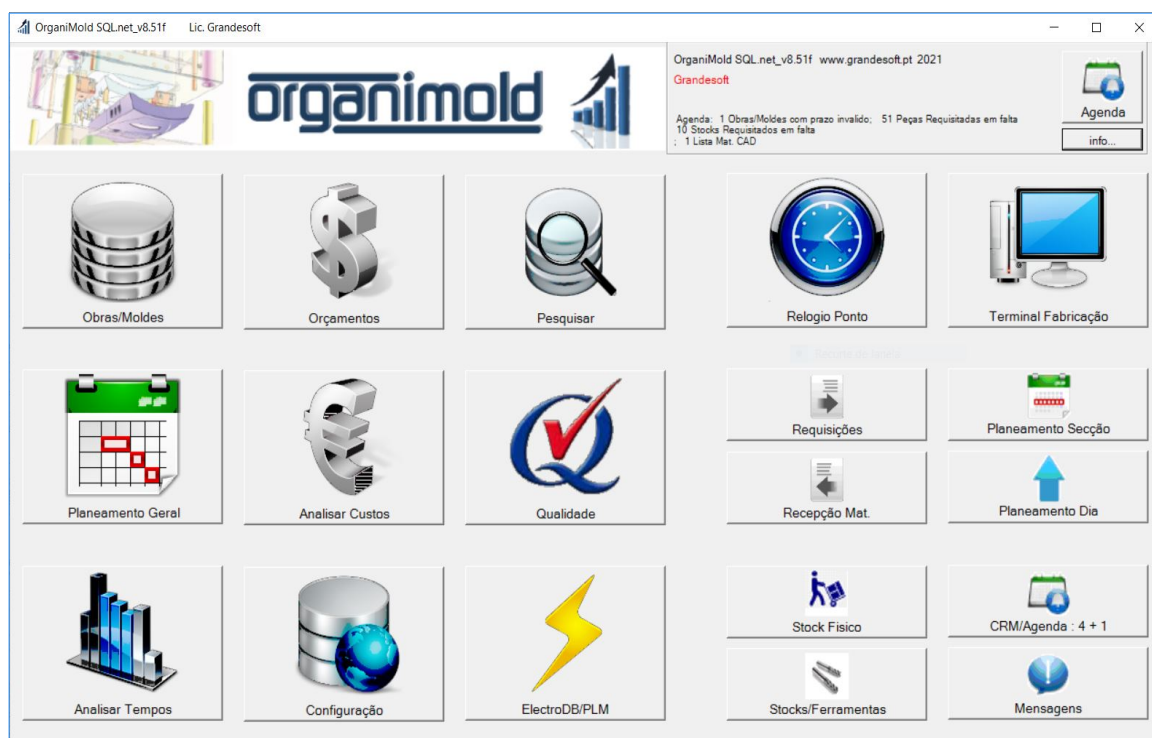 OrganiMold SQL.net_v8.51f Lic. Grandesoft
organimold
OrganiMold SQL.net_v8.51f www.grandesoft.pt 2021
Grandesoft
Agenda: 1 Obras/Moldes com prazo invalido; 51 Peças Requisitadas em falta
10 Stocks Requisitados em falta
; 1 Lista Mat. CAD
Agenda
info...
Obras/Moldes
Orçamentos
Pesquisar
Relogio Ponto
Terminal Fabricação
Requisições
Planeamento Secção
Planeamento Geral
Analisar Custos
Qualidade
Recepção Mat.
Planeamento Dia
Stock Fisico
CRM/Agenda : 4 + 1
Analisar Tempos
Configuração
ElectroDB/PLM
Stocks/Ferramentas
Mensagens